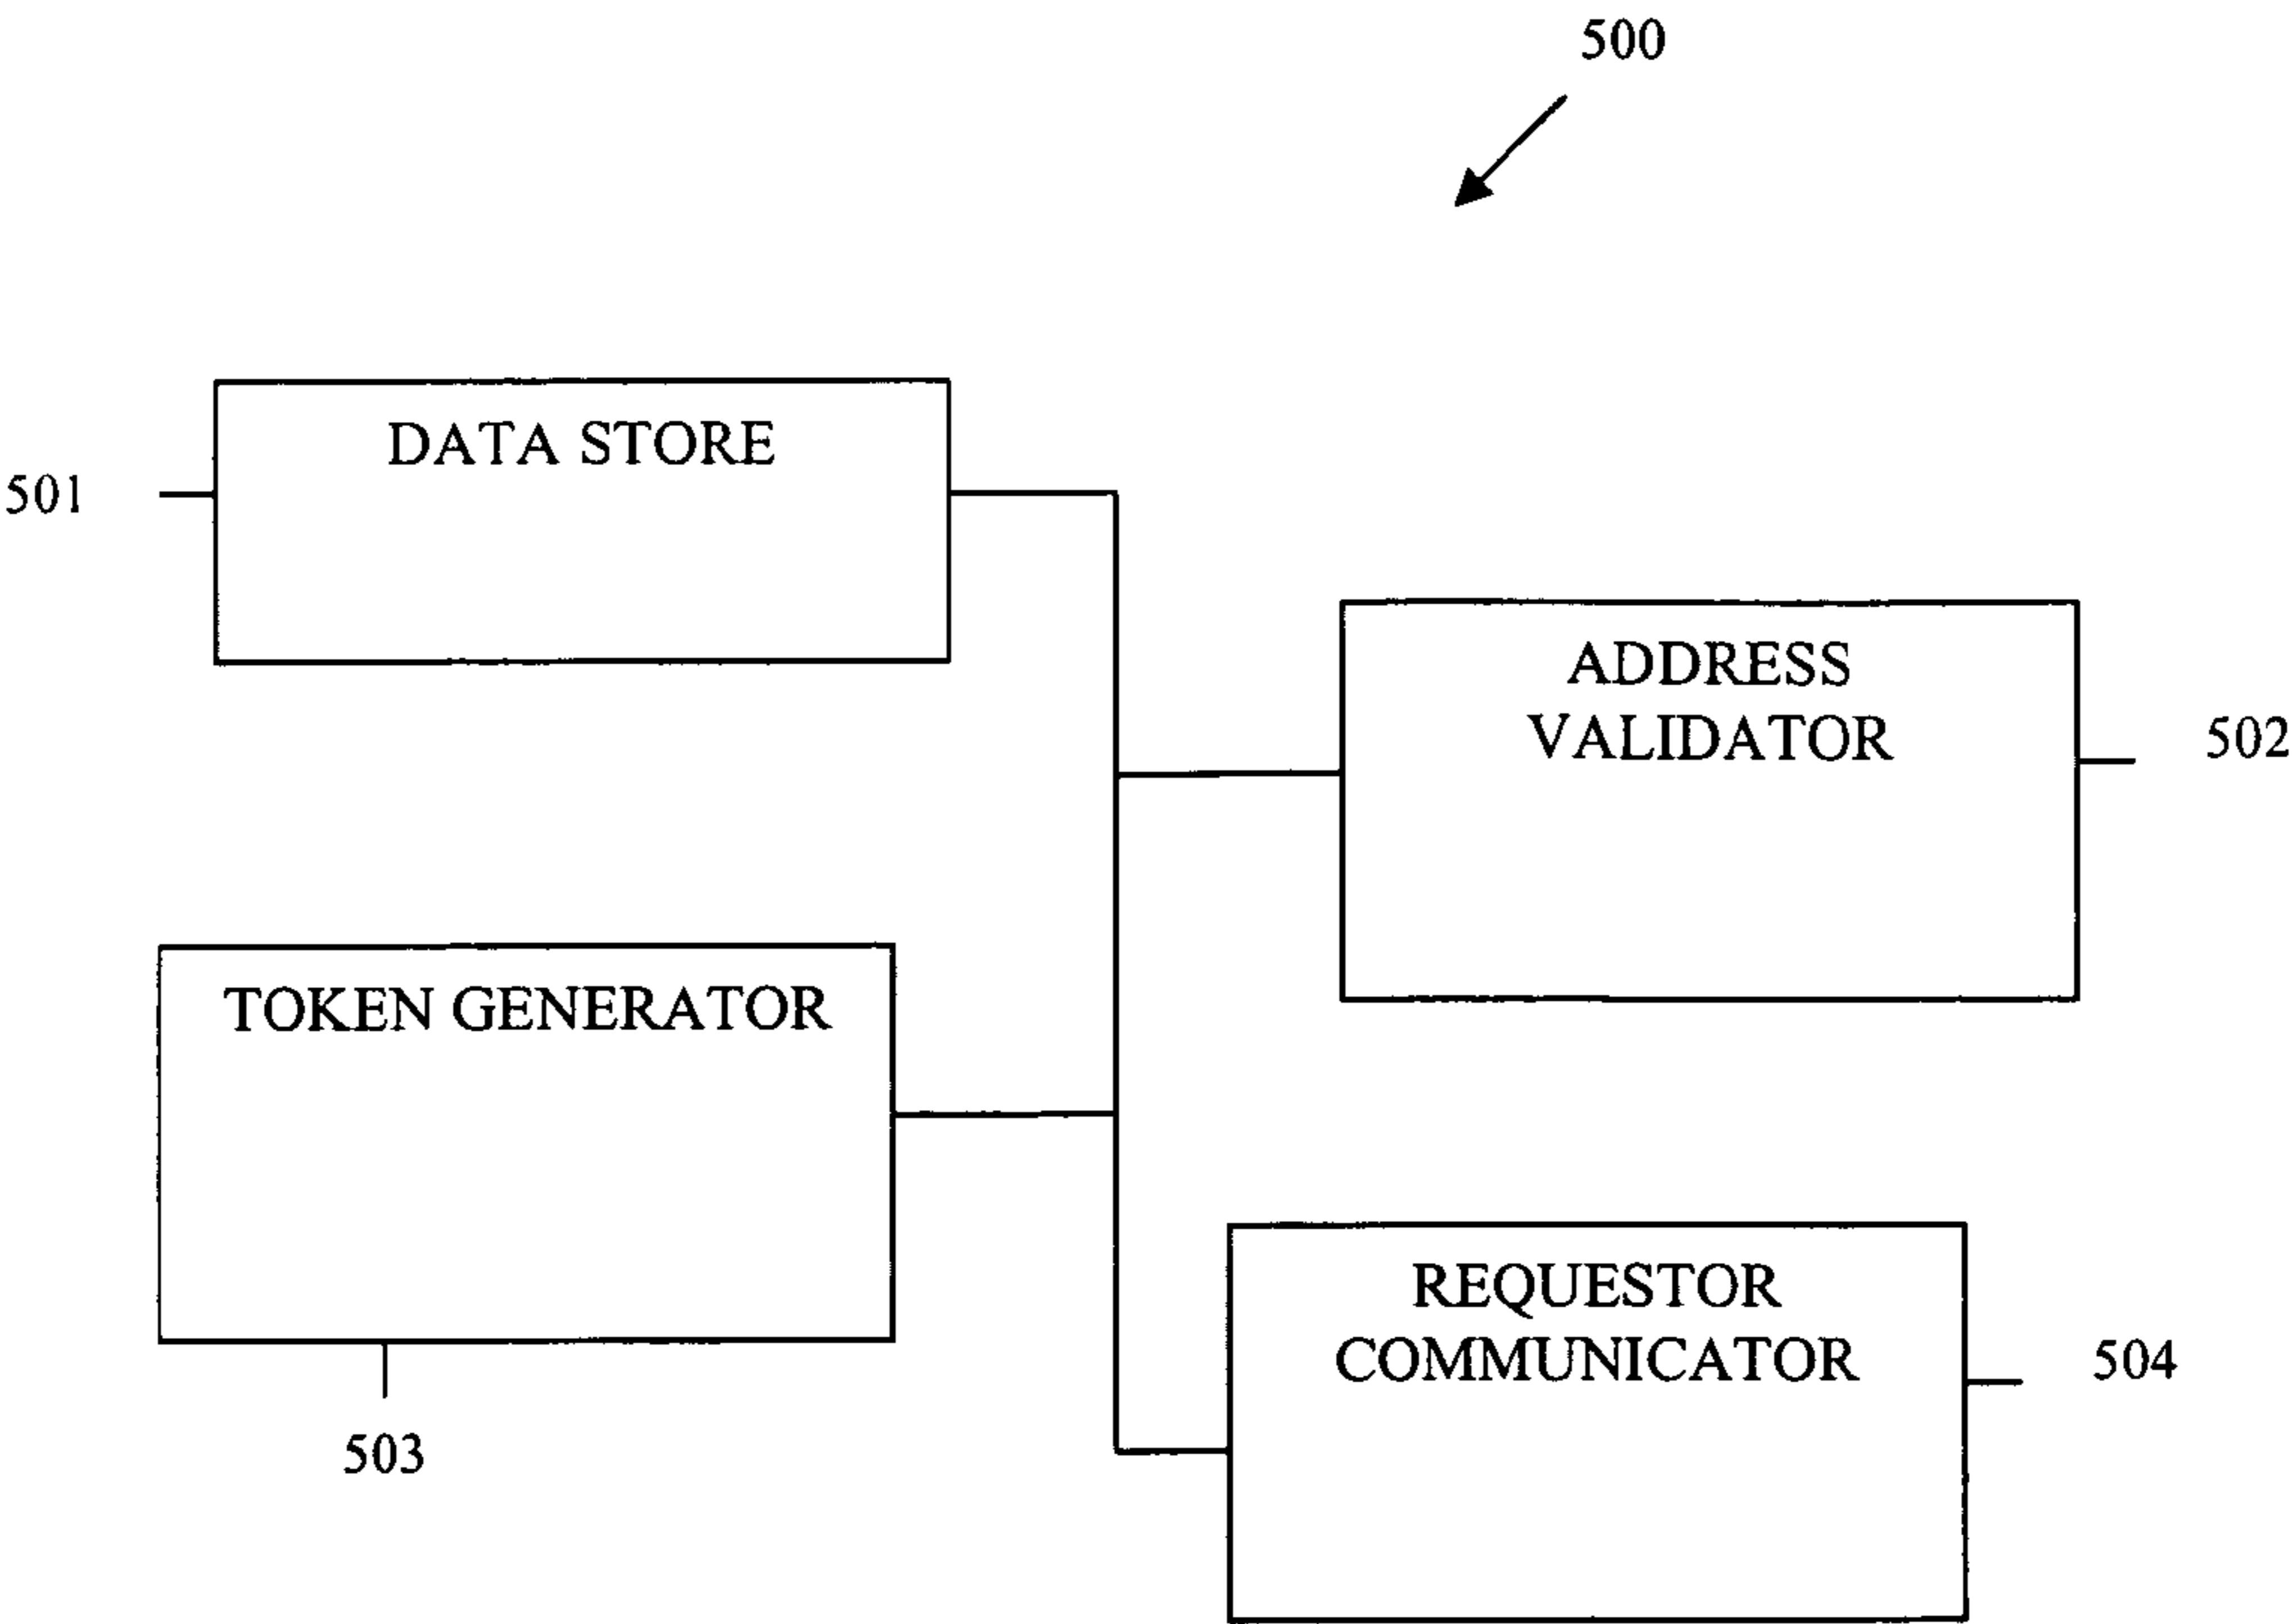 500
DATA STORE
501
ADDRESS
VALIDATOR
502
TOKEN GENERATOR
503
REQUESTOR
COMMUNICATOR
504